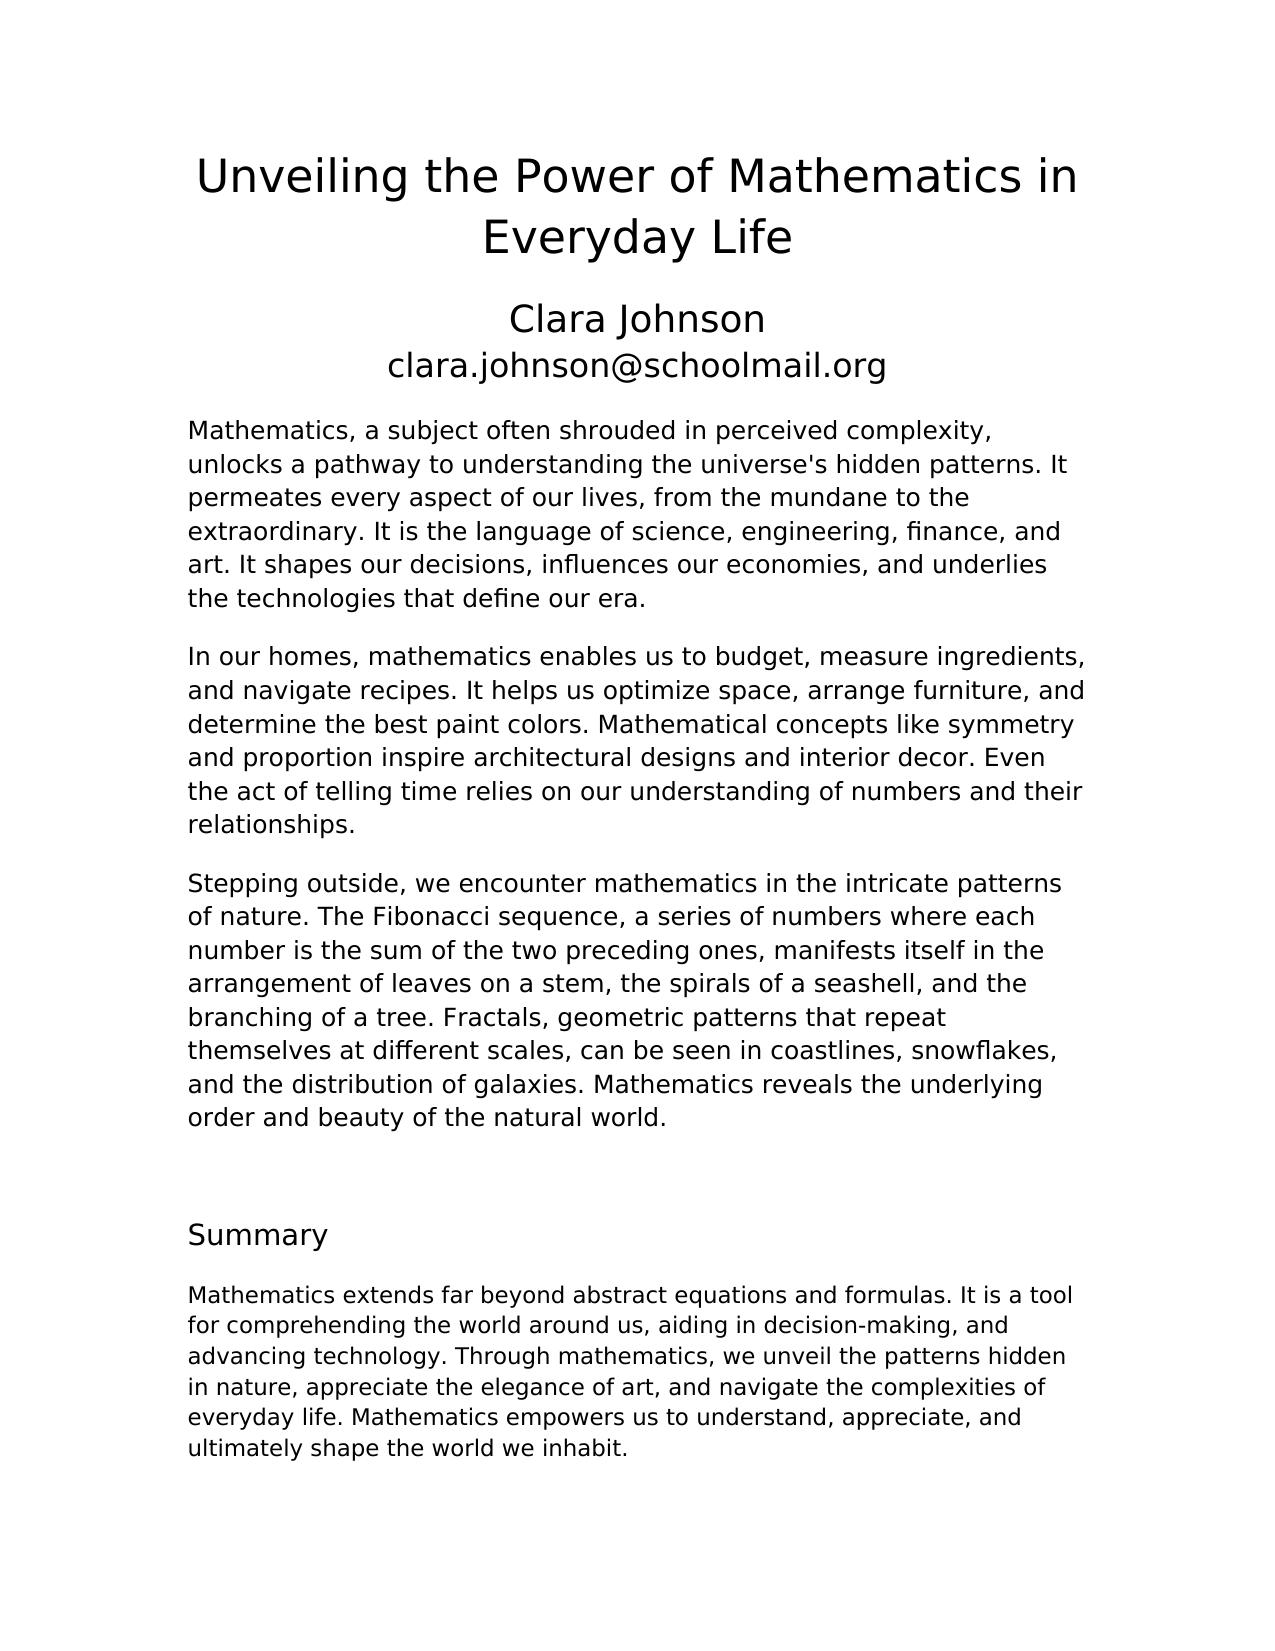 Unveiling the Power of Mathematics in
Everyday Life
Clara Johnson
clara.johnson@schoolmail.org
Mathematics, a subject often shrouded in perceived complexity,
unlocks a pathway to understanding the universe's hidden patterns. It
permeates every aspect of our lives, from the mundane to the
extraordinary. It is the language of science, engineering, finance, and
art. It shapes our decisions, influences our economies, and underlies
the technologies that define our era.
In our homes, mathematics enables us to budget, measure ingredients,
and navigate recipes. It helps us optimize space, arrange furniture, and
determine the best paint colors. Mathematical concepts like symmetry
and proportion inspire architectural designs and interior decor. Even
the act of telling time relies on our understanding of numbers and their
relationships.
Stepping outside, we encounter mathematics in the intricate patterns
of nature. The Fibonacci sequence, a series of numbers where each
number is the sum of the two preceding ones, manifests itself in the
arrangement of leaves on a stem, the spirals of a seashell, and the
branching of a tree. Fractals, geometric patterns that repeat
themselves at different scales, can be seen in coastlines, snowflakes,
and the distribution of galaxies. Mathematics reveals the underlying
order and beauty of the natural world.
Summary
Mathematics extends far beyond abstract equations and formulas. It is a tool
for comprehending the world around us, aiding in decision-making, and
advancing technology. Through mathematics, we unveil the patterns hidden
in nature, appreciate the elegance of art, and navigate the complexities of
everyday life. Mathematics empowers us to understand, appreciate, and
ultimately shape the world we inhabit.